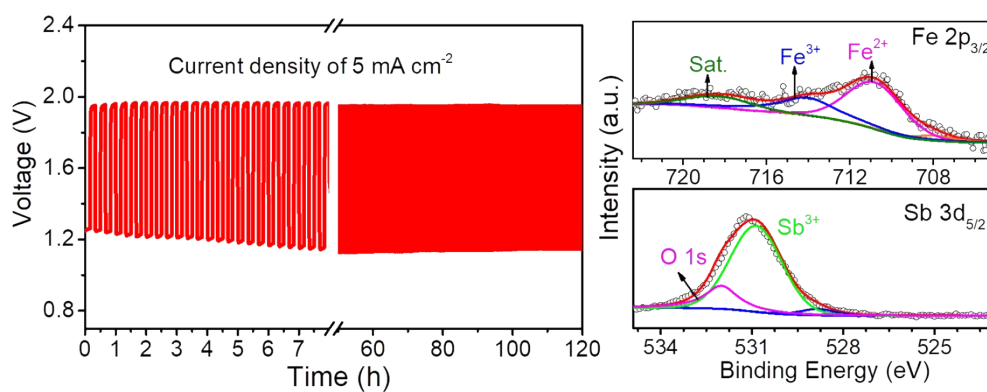 2.4
2.0
1.6
1.2
0.8
Voltage (V)
Current density of 5 mA cm⁻²
0 1 2 3 4 5 6 7 60 80 100 120
Time (h)
Intensity (a.u.)
Fe 2p₃/₂
Sat.
Fe³⁺
Fe²⁺
720 716 711 708
Sb 3d₅/₂
Sb³⁺
O 1s
534 531 528 525
Binding Energy (eV)